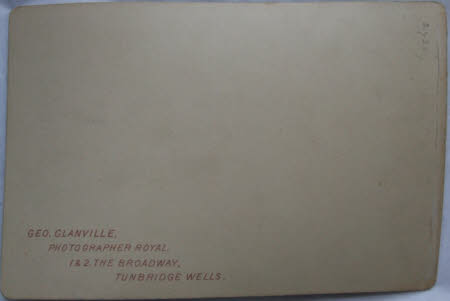 GEO. GLANVILLE,
PHOTOGRAPHER ROYAL,
1 & 2. THE BROADWAY,
TUNBRIDGE WELLS.